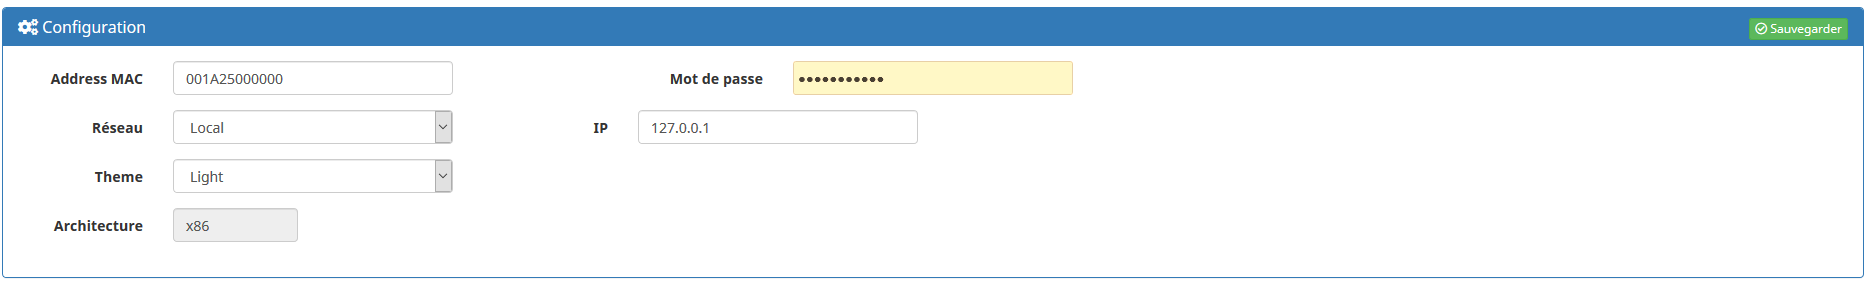 Configuration Sauvegarder
Address MAC 001A25000000 Mot de passe •••••••••••
Réseau Local IP 127.0.0.1
Theme Light
Architecture x86